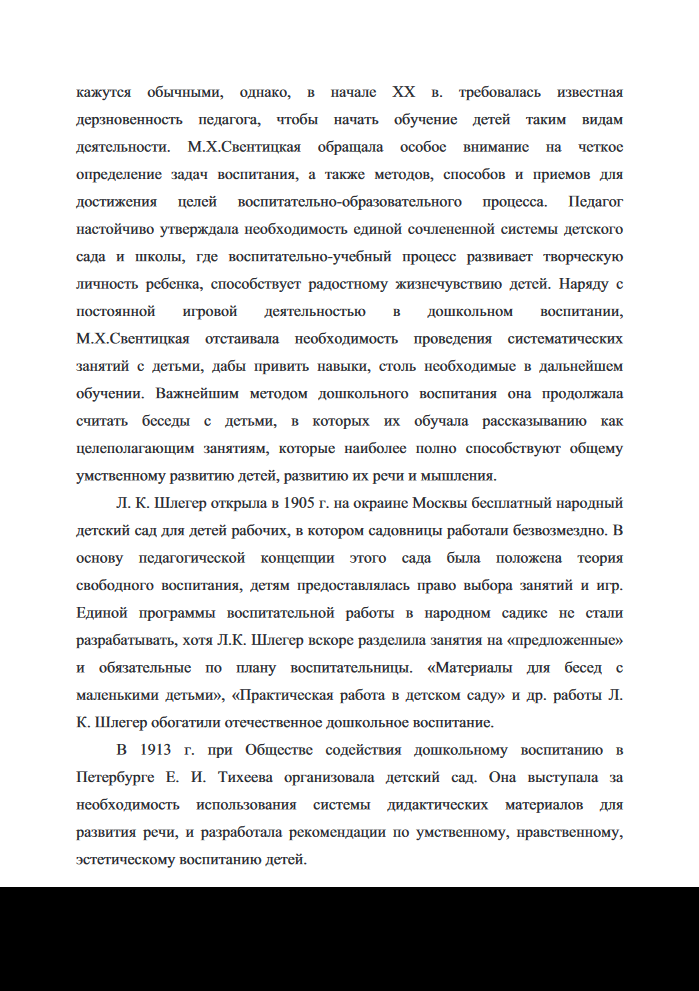 кажутся обычными, однако, в начале XX в. требовалась известная
дерзновенность педагога, чтобы начать обучение детей таким видам
деятельности. М.Х.Свентицкая обращала особое внимание на четкое
определение задач воспитания, а также методов, способов и приемов для
достижения целей воспитательно-образовательного процесса. Педагог
настойчиво утверждала необходимость единой сочлененной системы детского
сада и школы, где воспитательно-учебный процесс развивает творческую
личность ребенка, способствует радостному жизнечувствию детей. Наряду с
постоянной игровой деятельностью в дошкольном воспитании,
М.Х.Свентицкая отстаивала необходимость проведения систематических
занятий с детьми, дабы привить навыки, столь необходимые в дальнейшем
обучении. Важнейшим методом дошкольного воспитания она продолжала
считать беседы с детьми, в которых их обучала рассказыванию как
целеполагающим занятиям, которые наиболее полно способствуют общему
умственному развитию детей, развитию их речи и мышления.
Л. К. Шлегер открыла в 1905 г. на окраине Москвы бесплатный народный
детский сад для детей рабочих, в котором садовницы работали безвозмездно. В
основу педагогической концепции этого сада была положена теория
свободного воспитания, детям предоставлялась право выбора занятий и игр.
Единой программы воспитательной работы в народном садике не стали
разрабатывать, хотя Л.К. Шлегер вскоре разделила занятия на «предложенные»
и обязательные по плану воспитательницы. «Материалы для бесед с
маленькими детьми», «Практическая работа в детском саду» и др. работы Л.
К. Шлегер обогатили отечественное дошкольное воспитание.
В 1913 г. при Обществе содействия дошкольному воспитанию в
Петербурге Е. И. Тихеева организовала детский сад. Она выступала за
необходимость использования системы дидактических материалов для
развития речи, и разработала рекомендации по умственному, нравственному,
эстетическому воспитанию детей.